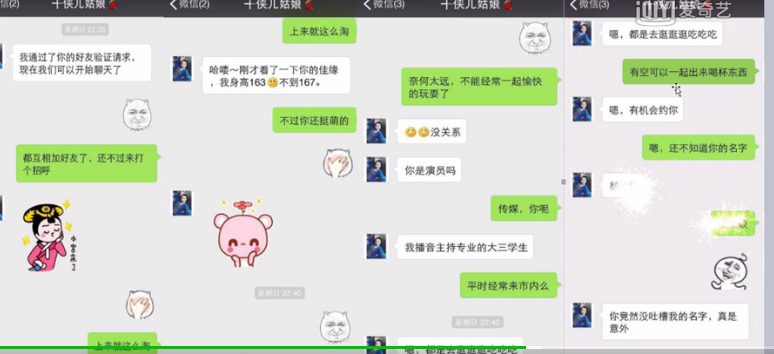 微信(2)
十侠儿姑娘
星期日 22:35
我通过了你的好友验证请求，
现在我们可以开始聊天了
都互相加好友了，还不过来打
个招呼
上来就这么淘
微信(2)
十侠儿姑娘
上来就这么淘
哈喽～刚才看了一下你的佳缘
，我身高163不到167。
不过你还挺萌的
星期日 22:40
微信(3)
十侠儿姑娘
奈何太远，不能经常一起愉快
的玩耍了
没关系
你是演员吗
传媒，你呢
我播音主持专业的大三学生
平时经常来市内么
星期日 22:42
嗯，都是去逛逛逛吃吃吃
微信(3)
爱奇艺
嗯，都是去逛逛逛吃吃吃
有空可以一起出来喝杯东西
嗯，有机会约你
嗯，还不知道你的名字
你竟然没吐槽我的名字，真是
意外